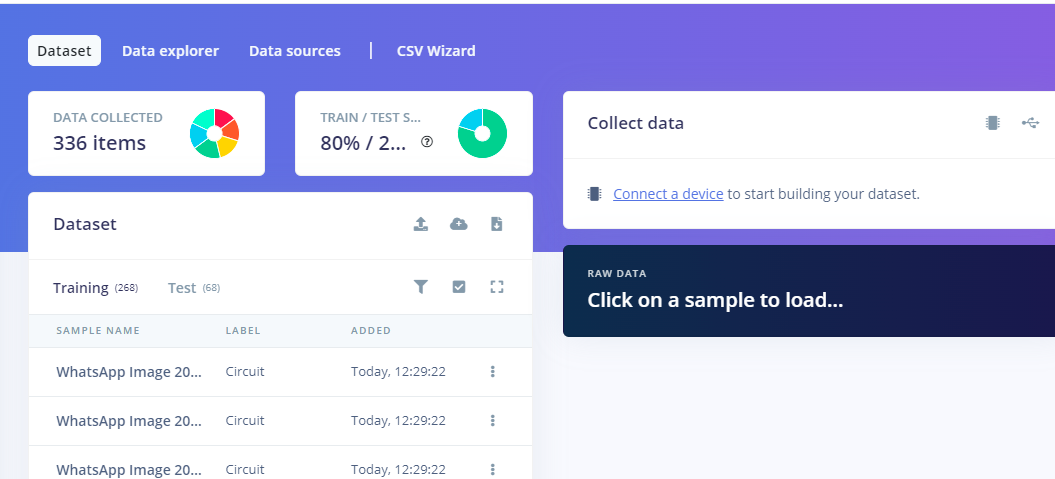 Dataset Data explorer Data sources | CSV Wizard
DATA COLLECTED
336 items
TRAIN / TEST S...
80% / 2...
Collect data
Connect a device to start building your dataset.
Dataset
RAW DATA
Click on a sample to load...
Training (268) Test (68)
SAMPLE NAME LABEL ADDED
WhatsApp Image 20... Circuit Today, 12:29:22
WhatsApp Image 20... Circuit Today, 12:29:22
WhatsApp Image 20... Circuit Today, 12:29:22